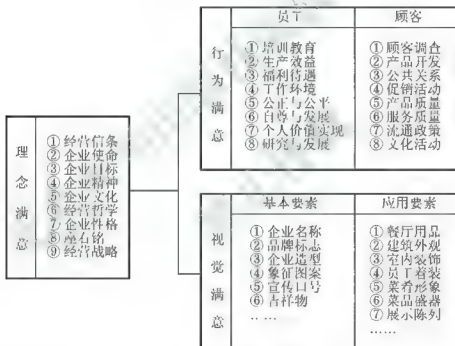 理念满意
① 经营信条
② 企业使命
③ 企业目标
④ 企业精神
⑤ 企业文化
⑥ 经营哲学
⑦ 企业性格
⑧ 座右铭
⑨ 经营战略
行为满意
员工
① 培训教育
② 生产效益
③ 福利待遇
④ 工作环境
⑤ 公正与公平
⑥ 自尊与发展
⑦ 个人价值实现
⑧ 研究与发展
顾客
① 顾客调查
② 产品开发
③ 公共关系
④ 促销活动
⑤ 产品质量
⑥ 服务质量
⑦ 流通政策
⑧ 文化活动
视觉满意
基本要素
① 企业名称
② 品牌标志
③ 企业造型
④ 象征图案
⑤ 宣传口号
⑥ 吉祥物
……
应用要素
① 餐厅用品
② 建筑外观
③ 室内装饰
④ 员工着装
⑤ 菜肴形象
⑥ 菜品盛器
⑦ 展示陈列
……